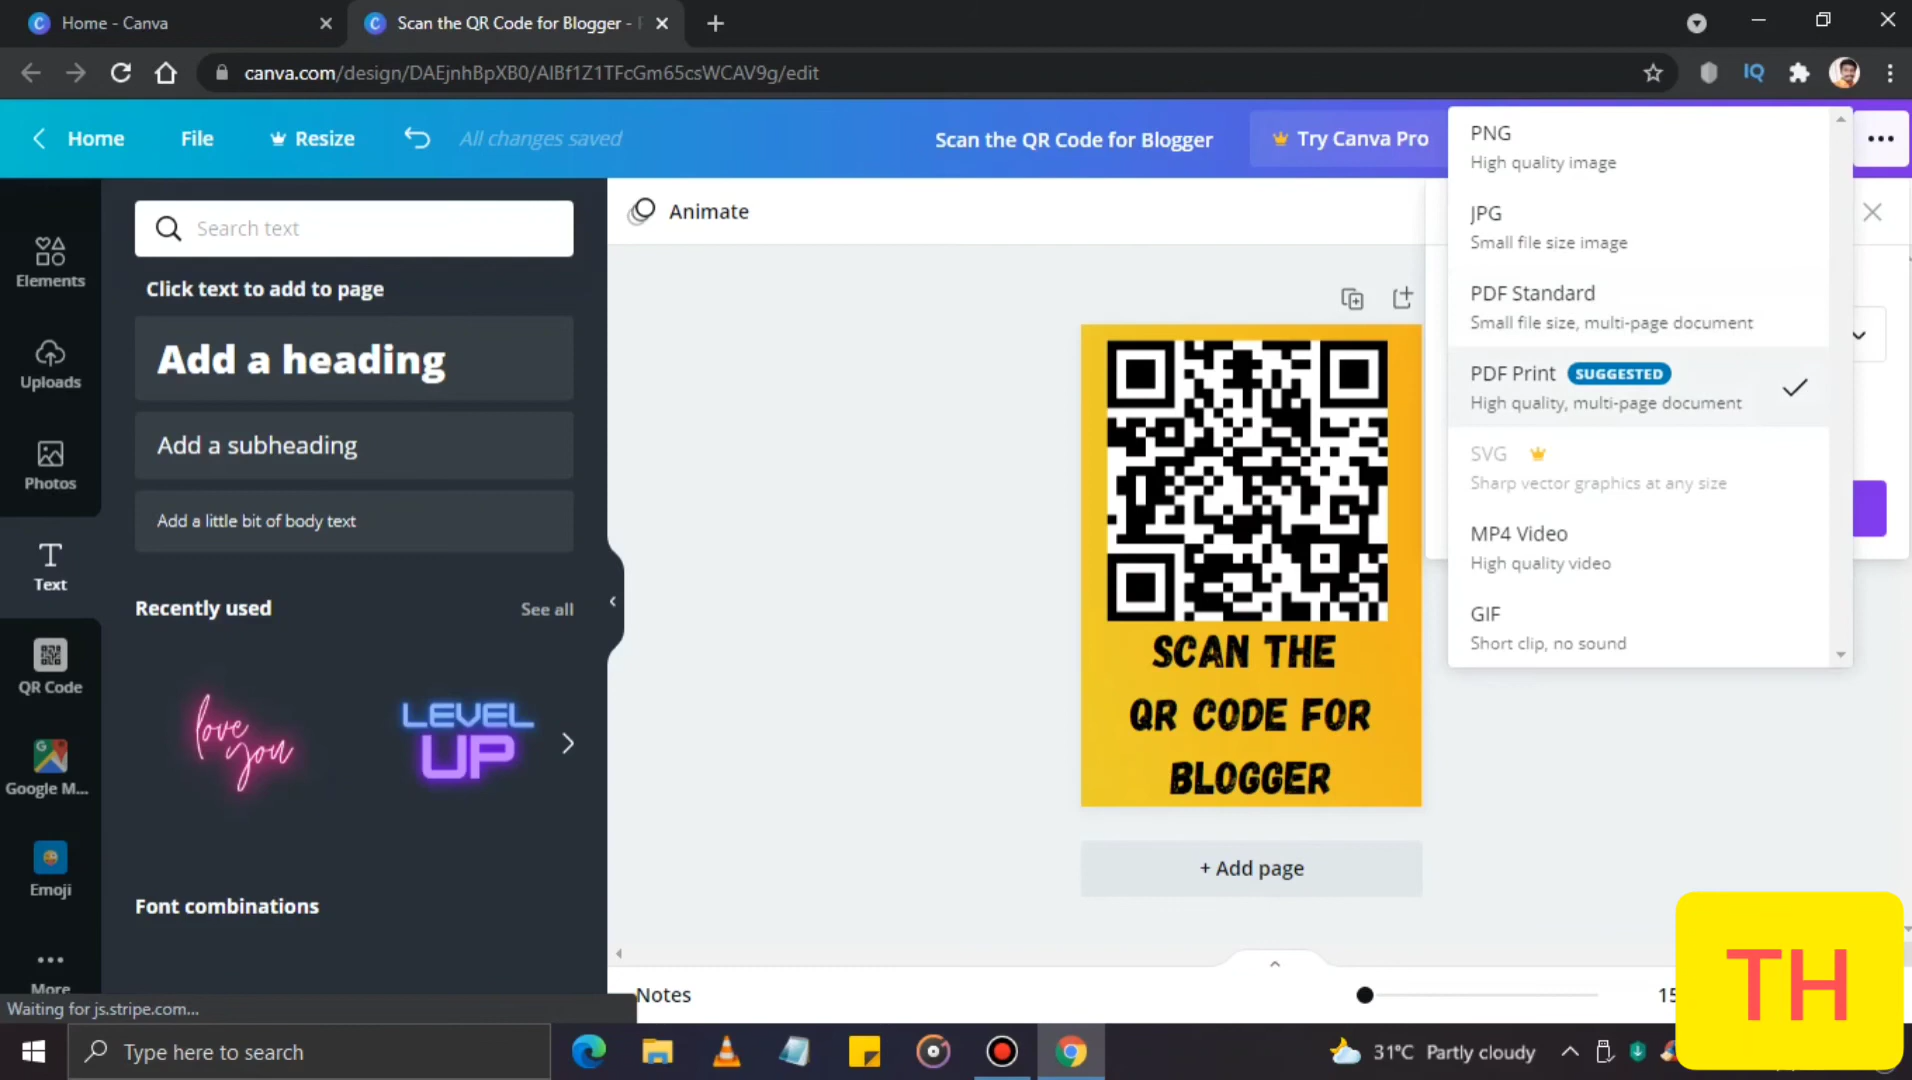 Home - Canva
Scan the QR Code for Blogger -
canva.com/design/DAEjnhBpXB0/AIBf1Z1TFcGm65csWCAV9g/edit
IQ
Home
File
Resize
All changes saved
Scan the QR Code for Blogger
Try Canva Pro
Elements
Uploads
Photos
Text
QR Code
Google M...
Emoji
More
Search text
Click text to add to page
Add a heading
Add a subheading
Add a little bit of body text
Recently used
See all
love you
LEVEL
UP
Font combinations
Animate
SCAN THE
QR CODE FOR
BLOGGER
+ Add page
Notes
PNG
High quality image
JPG
Small file size image
PDF Standard
Small file size, multi-page document
PDF Print SUGGESTED
High quality, multi-page document
SVG
Sharp vector graphics at any size
MP4 Video
High quality video
GIF
Short clip, no sound
TH
Waiting for js.stripe.com...
Type here to search
31°C Partly cloudy